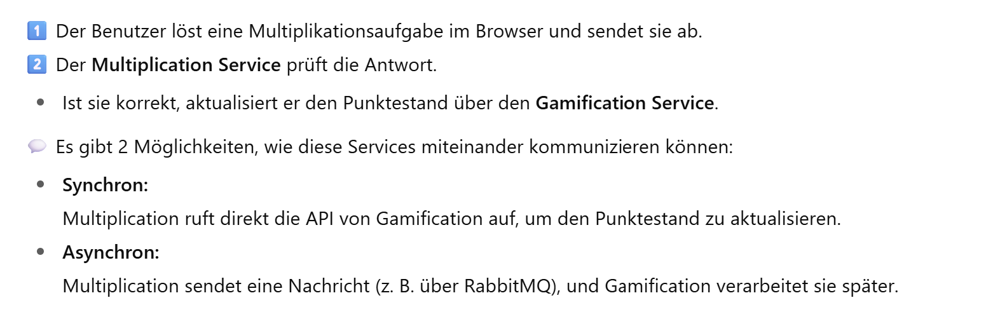 1️⃣ Der Benutzer löst eine Multiplikationsaufgabe im Browser und sendet sie ab.
2️⃣ Der Multiplication Service prüft die Antwort.
• Ist sie korrekt, aktualisiert er den Punktestand über den Gamification Service.
💬 Es gibt 2 Möglichkeiten, wie diese Services miteinander kommunizieren können:
• Synchron:
Multiplication ruft direkt die API von Gamification auf, um den Punktestand zu aktualisieren.
• Asynchron:
Multiplication sendet eine Nachricht (z. B. über RabbitMQ), und Gamification verarbeitet sie später.